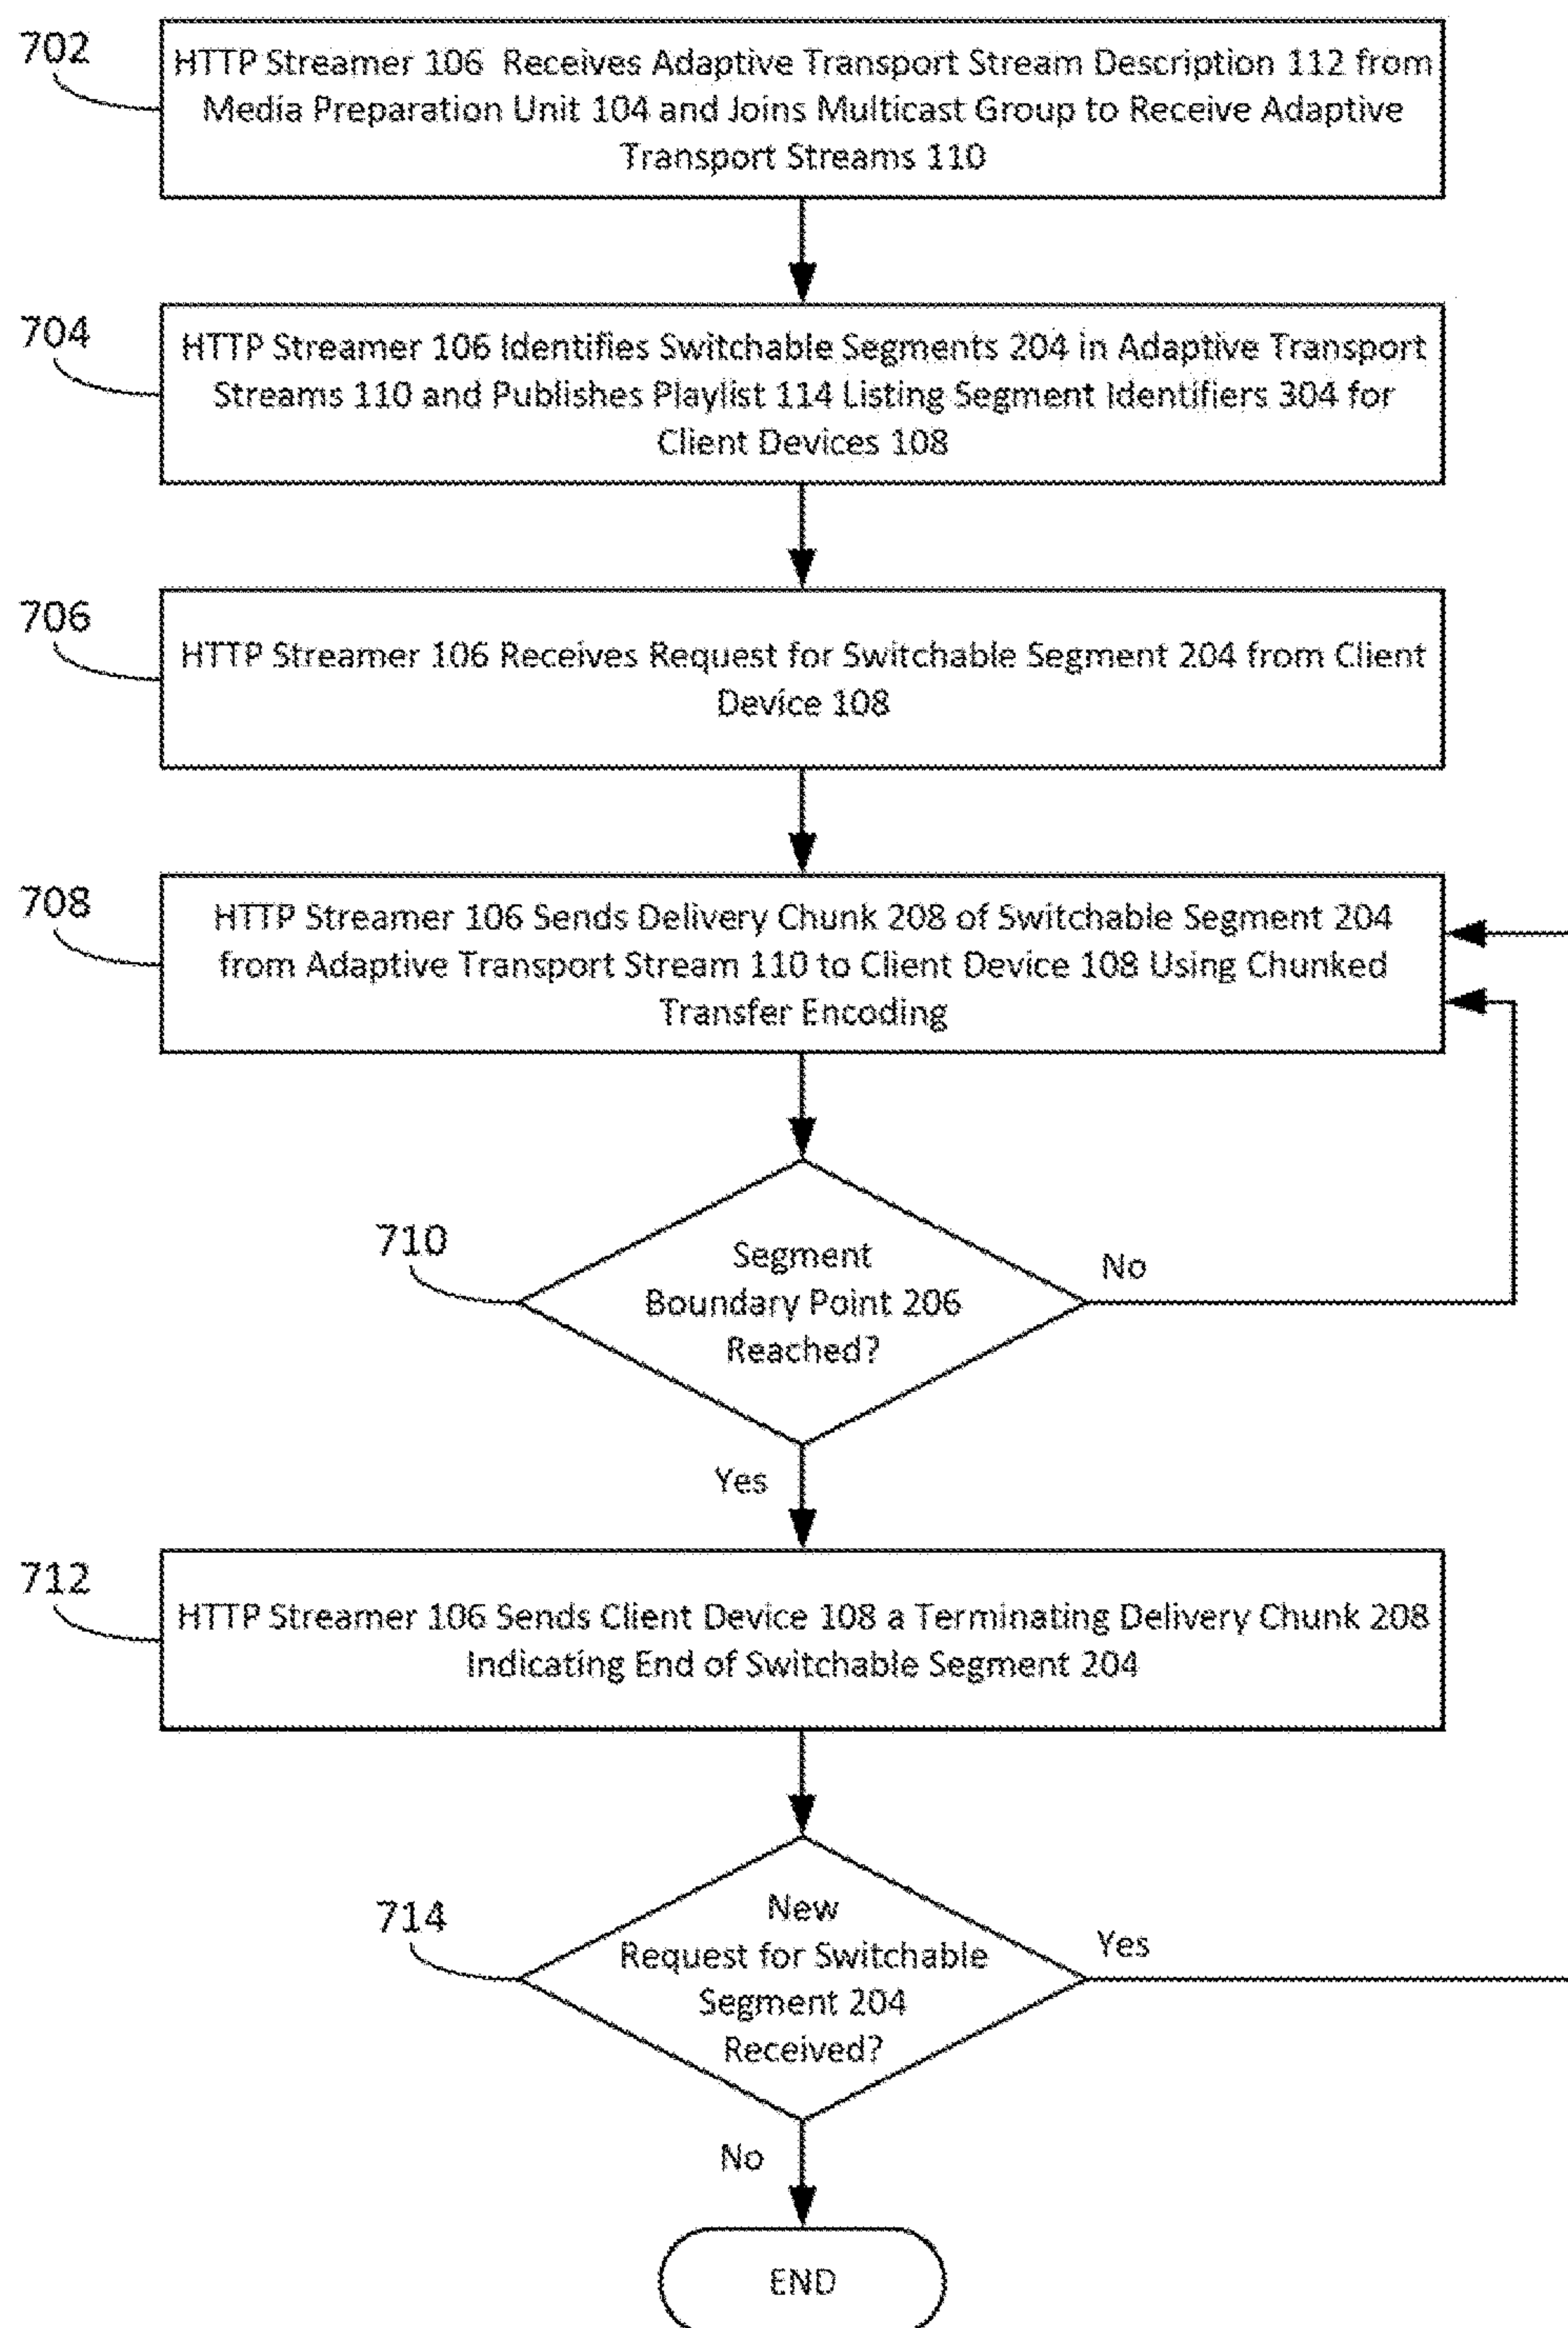 702
HTTP Streamer 106 Receives Adaptive Transport Stream Description 112 from
Media Preparation Unit 104 and Joins Multicast Group to Receive Adaptive
Transport Streams 110
704
HTTP Streamer 106 Identifies Switchable Segments 204 in Adaptive Transport
Streams 110 and Publishes Playlist 114 Listing Segment Identifiers 304 for
Client Devices 108
706
HTTP Streamer 106 Receives Request for Switchable Segment 204 from Client
Device 108
708
HTTP Streamer 106 Sends Delivery Chunk 208 of Switchable Segment 204
from Adaptive Transport Stream 110 to Client Device 108 Using Chunked
Transfer Encoding
710
Segment
Boundary Point 206
Reached?
No
Yes
712
HTTP Streamer 106 Sends Client Device 108 a Terminating Delivery Chunk 208
Indicating End of Switchable Segment 204
714
New
Request for Switchable
Segment 204
Received?
Yes
No
END